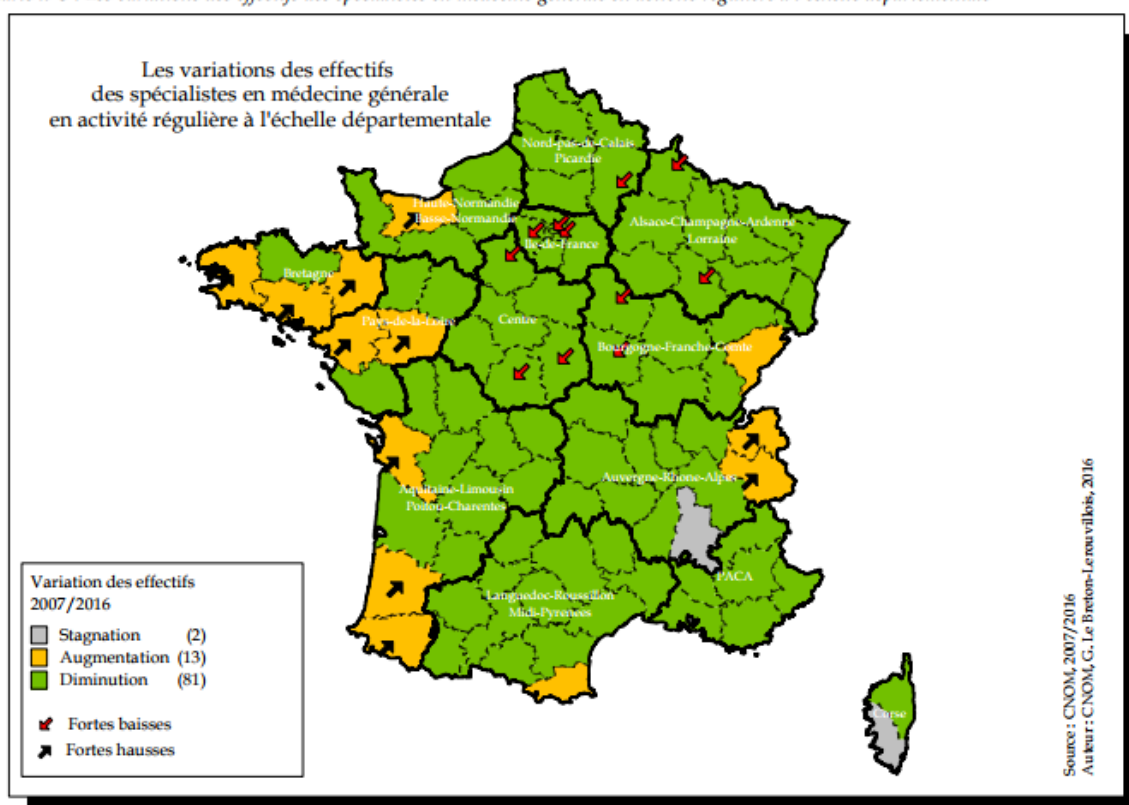 Les variations des effectifs
des spécialistes en médecine générale
en activité régulière à l'échelle départementale
Nord-pas-de-Calais
Picardie
Haute-Normandie
Basse-Normandie
Ile-de-France
Alsace-Champagne-Ardenne
Lorraine
Bretagne
Pays-de-la-Loire
Centre
Bourgogne-Franche-Comte
Auvergne-Rhone-Alpes
Aquitaine-Limousin
Poitou-Charentes
PACA
Languedoc-Roussillon
Midi-Pyrenees
Corse
Variation des effectifs
2007/2016
Stagnation (2)
Augmentation (13)
Diminution (81)
Fortes baisses
Fortes hausses
Source : CNOM, 2007/2016
Auteur : CNOM, G. Le Breton-Lerouvillois, 2016